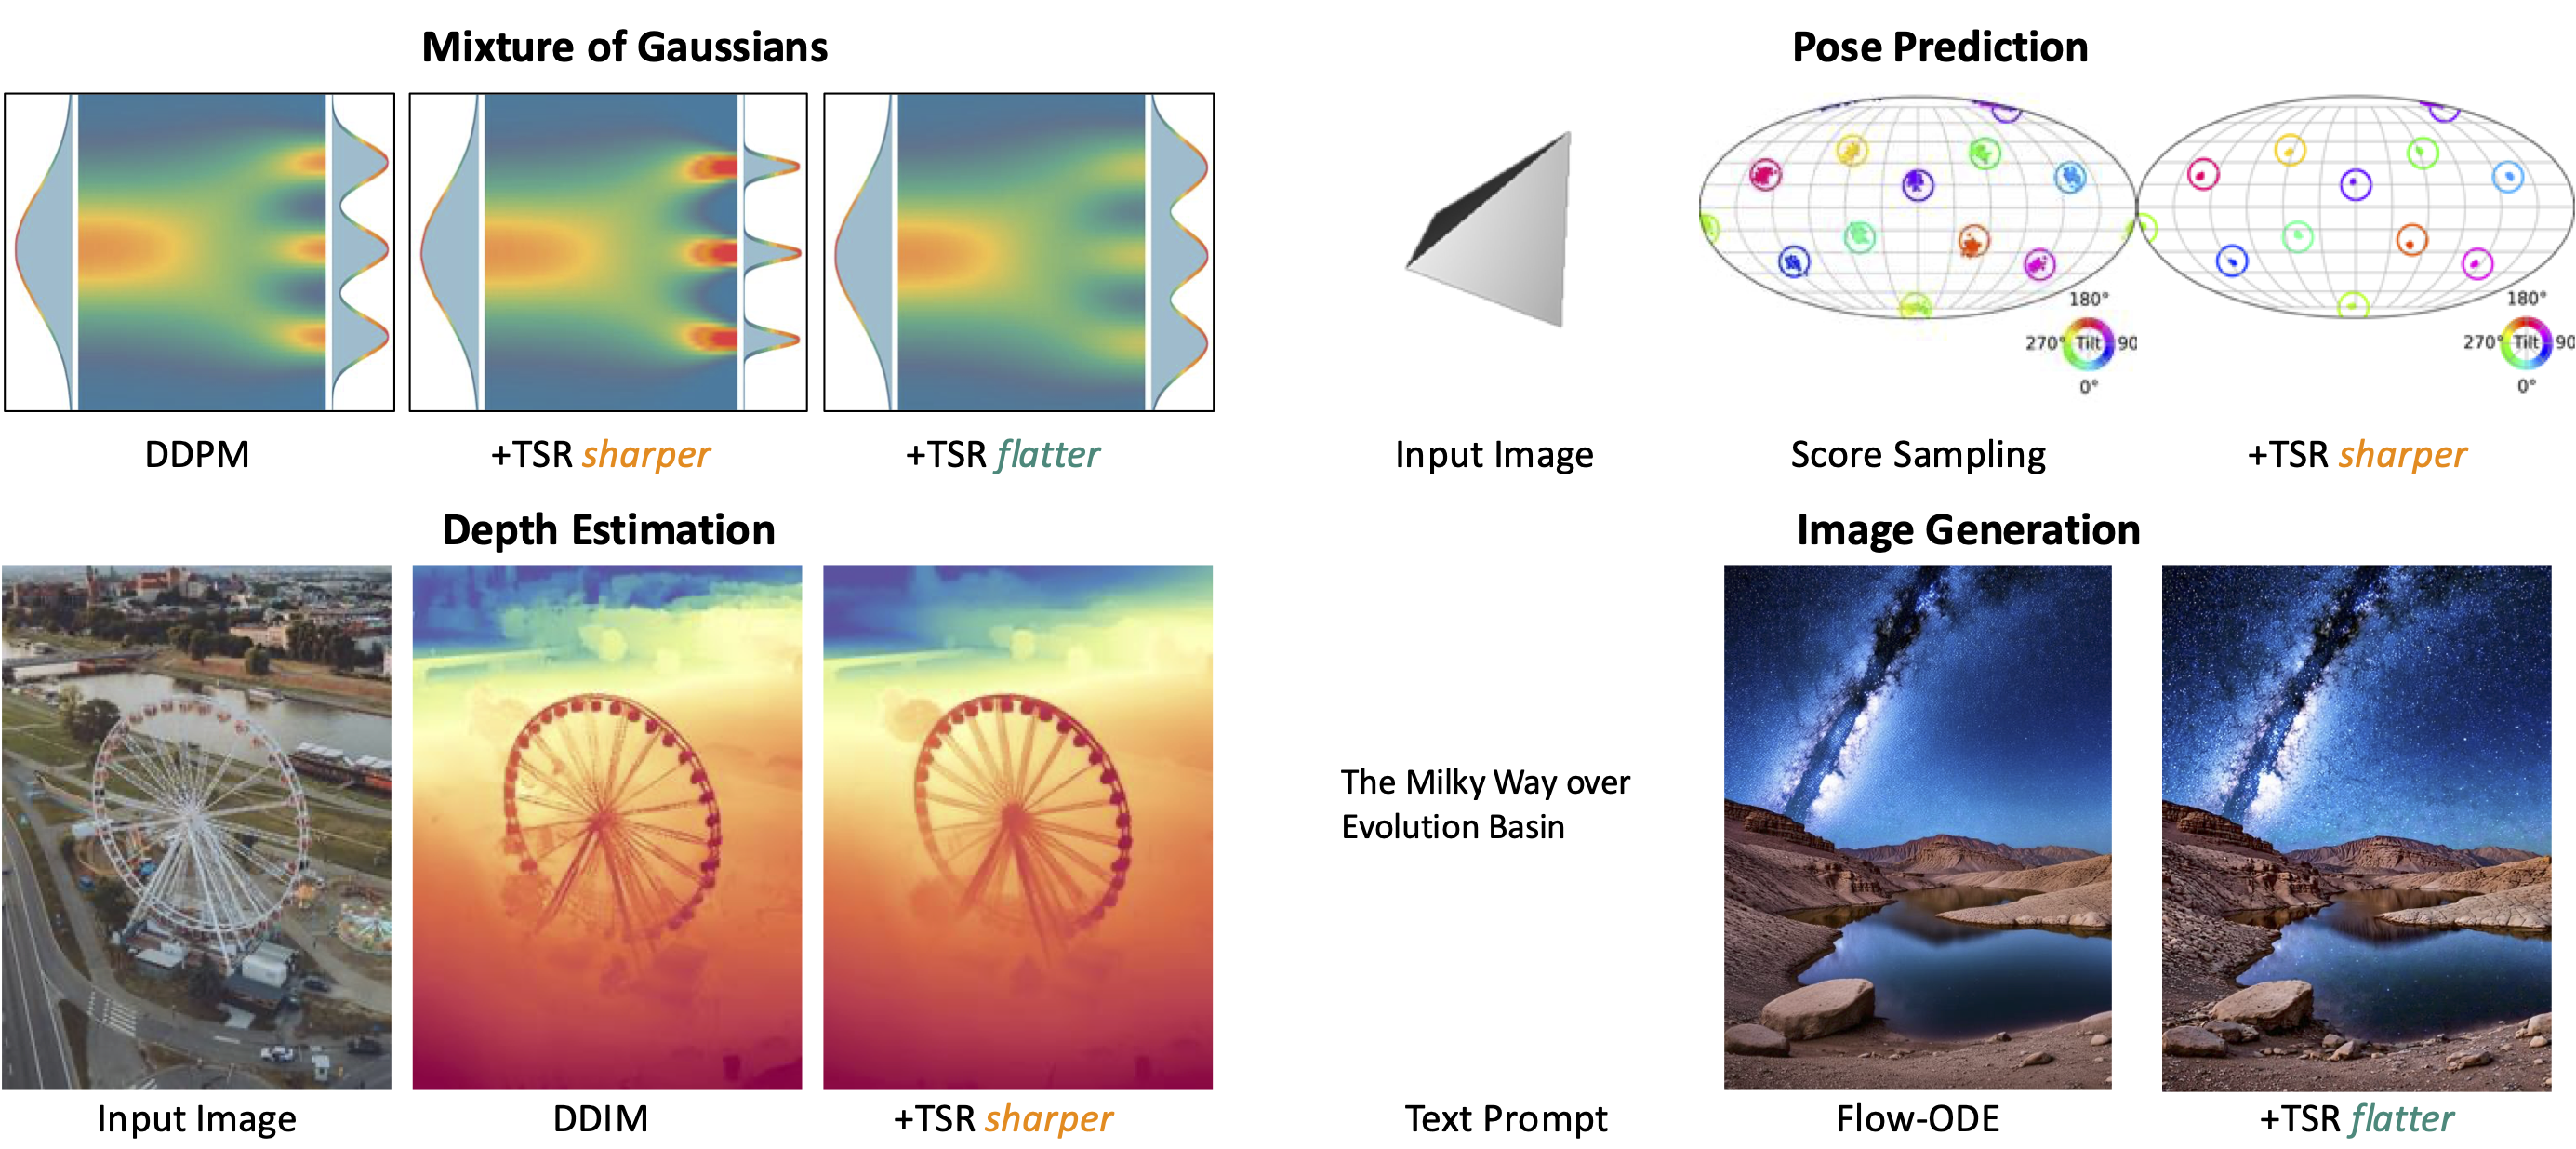 Mixture of Gaussians
DDPM
+TSR sharper
+TSR flatter
Pose Prediction
180°
270° Tilt 90
0°
180°
270° Tilt 90
0°
Input Image
Score Sampling
+TSR sharper
Depth Estimation
Input Image
DDIM
+TSR sharper
Image Generation
The Milky Way over
Evolution Basin
Text Prompt
Flow-ODE
+TSR flatter